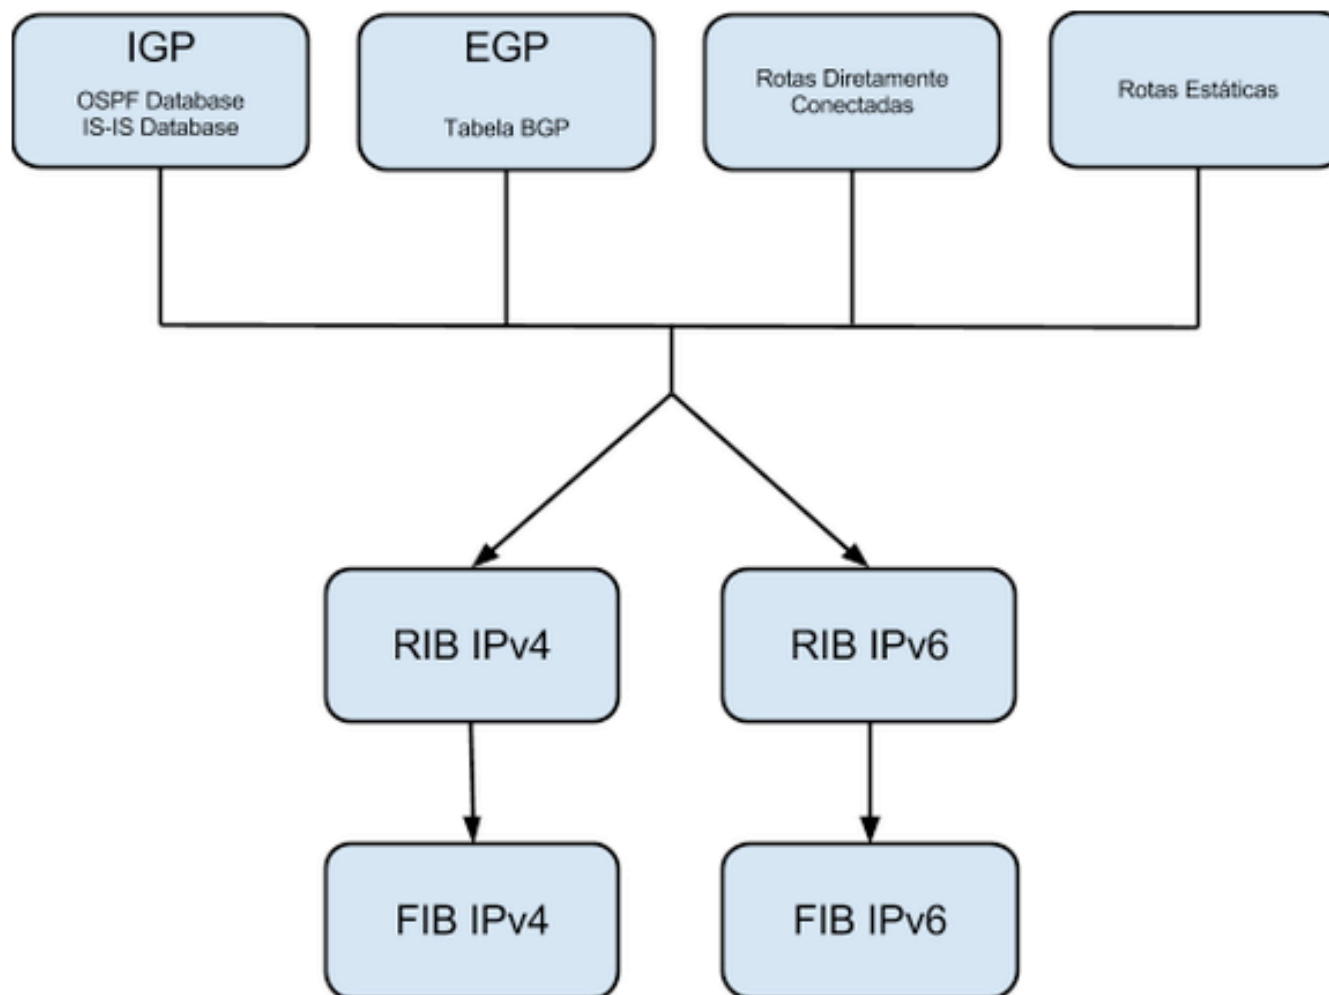 IGP
OSPF Database
IS-IS Database
EGP
Tabela BGP
Rotas Diretamente
Conectadas
Rotas Estáticas
RIB IPv4
RIB IPv6
FIB IPv4
FIB IPv6